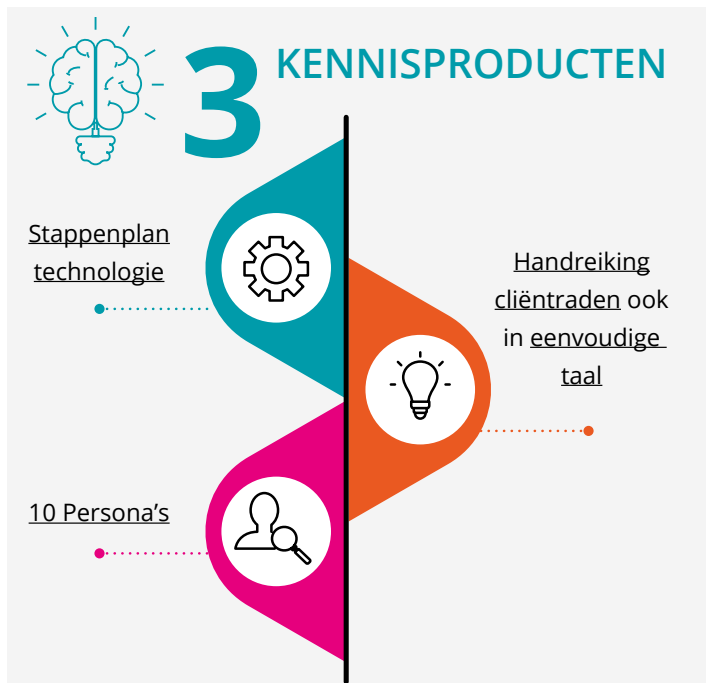 3 KENNISPRODUCTEN
Stappenplan
technologie
Handreiking
cliëntraden ook
in eenvoudige
taal
10 Persona’s